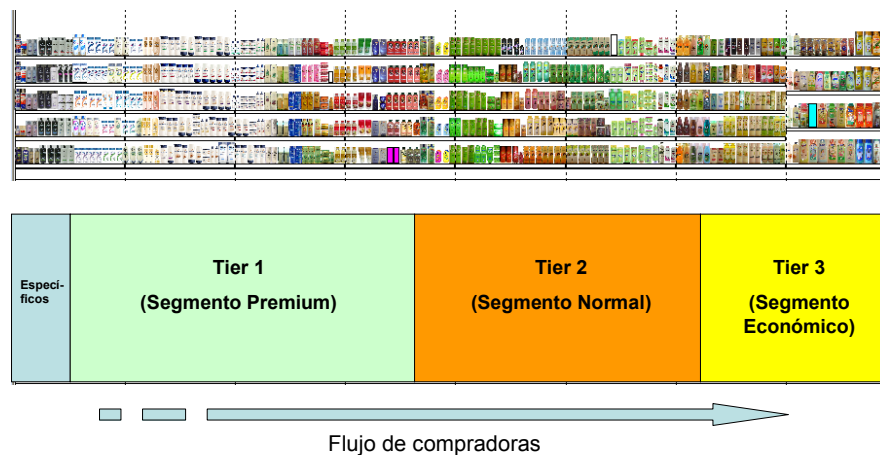 Especí-
ficos
Tier 1
(Segmento Premium)
Tier 2
(Segmento Normal)
Tier 3
(Segmento
Económico)
Flujo de compradoras